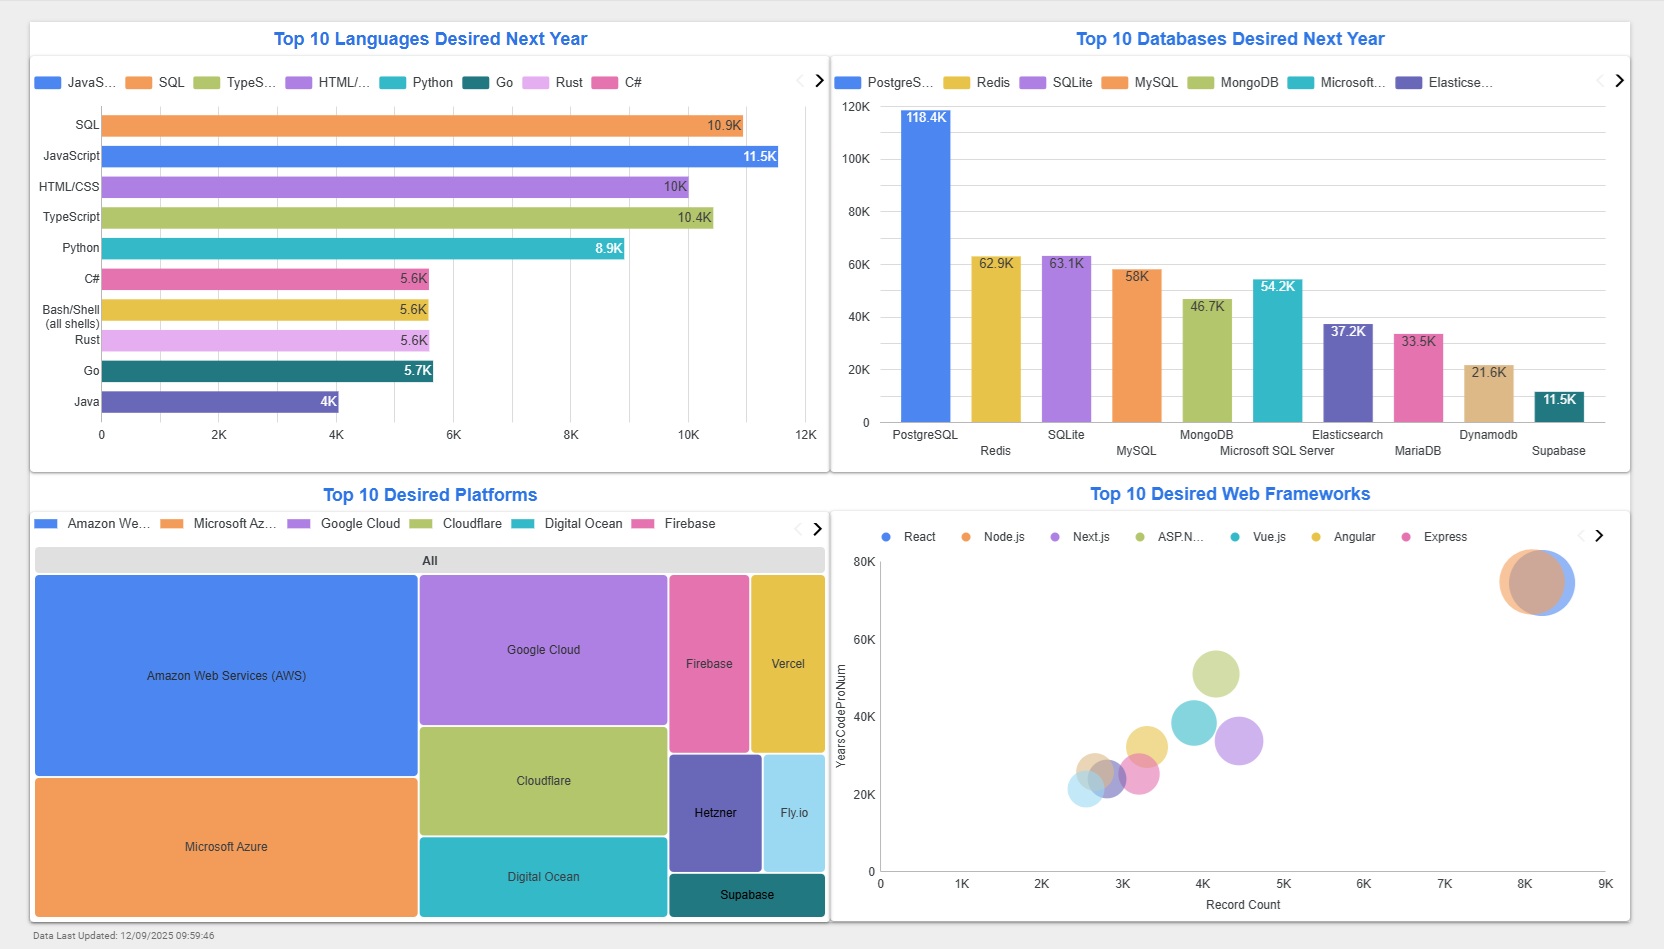 Top 10 Languages Desired Next Year
JavaS... SQL TypeS... HTML/... Python Go Rust C#
SQL 10.9K
JavaScript 11.5K
HTML/CSS 10K
TypeScript 10.4K
Python 8.9K
C# 5.6K
Bash/Shell
(all shells) 5.6K
Rust 5.6K
Go 5.7K
Java 4K
0 2K 4K 6K 8K 10K 12K
Top 10 Databases Desired Next Year
PostgreS... Redis SQLite MySQL MongoDB Microsoft... Elasticse...
120K
100K
80K
60K
40K
20K
0
118.4K 62.9K 63.1K 58K 46.7K 54.2K 37.2K 33.5K 21.6K 11.5K
PostgreSQL SQLite MongoDB Elasticsearch Dynamodb
Redis MySQL Microsoft SQL Server MariaDB Supabase
Top 10 Desired Platforms
Amazon We... Microsoft Az... Google Cloud Cloudflare Digital Ocean Firebase
All
Amazon Web Services (AWS)
Microsoft Azure
Google Cloud
Cloudflare
Digital Ocean
Firebase
Vercel
Hetzner
Fly.io
Supabase
Top 10 Desired Web Frameworks
React Node.js Next.js ASP.N... Vue.js Angular Express
YearsCodeProNum
80K
60K
40K
20K
0
0 1K 2K 3K 4K 5K 6K 7K 8K 9K
Record Count
Data Last Updated: 12/09/2025 09:59:46